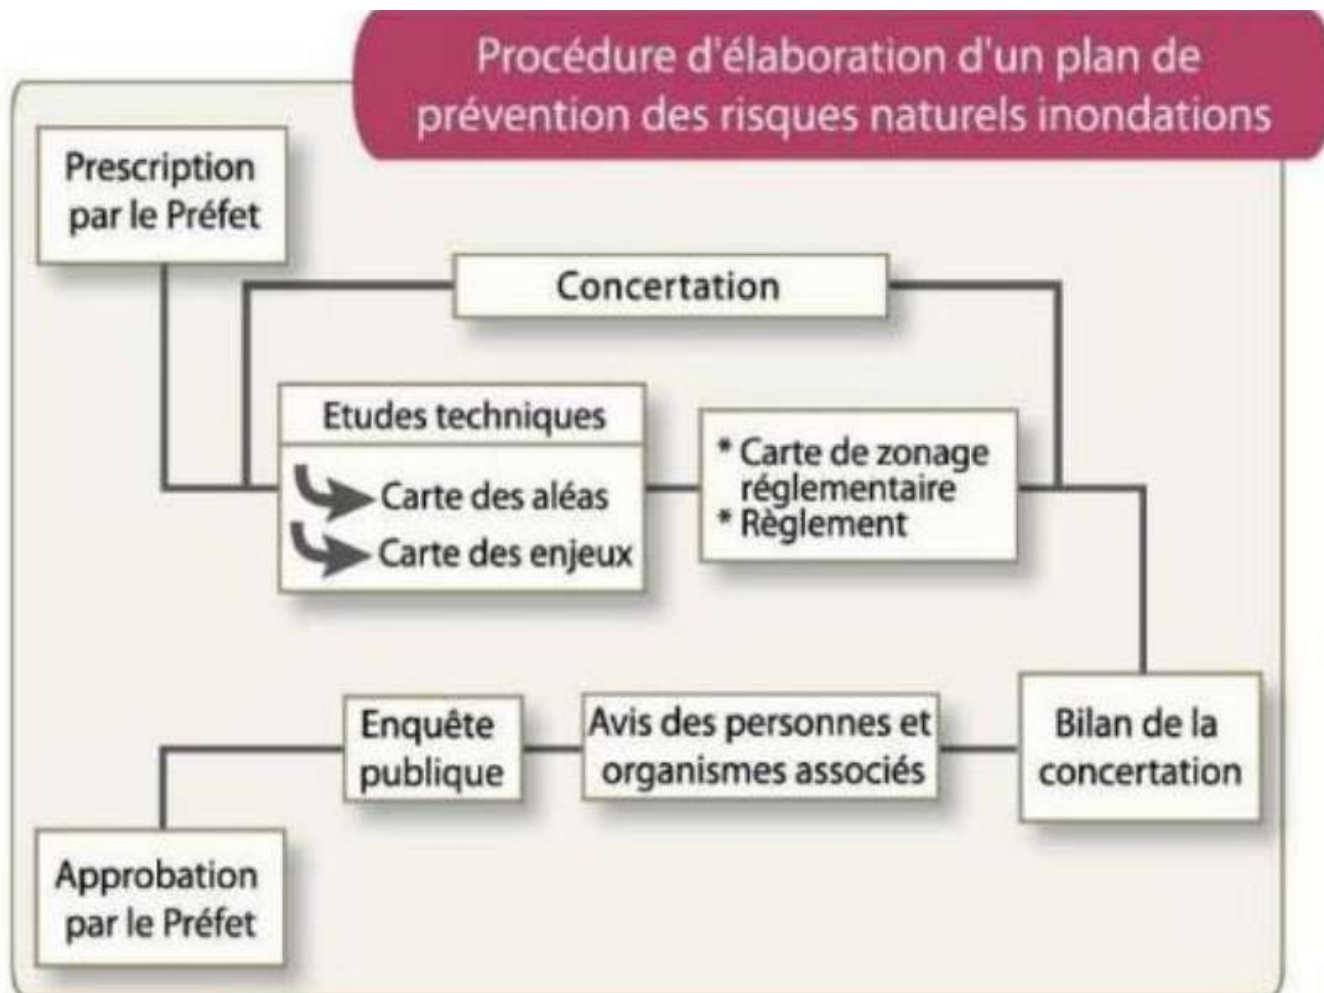 Procédure d'élaboration d'un plan de
prévention des risques naturels inondations
Prescription
par le Préfet
Concertation
Etudes techniques
Carte des aléas
Carte des enjeux
* Carte de zonage
réglementaire
* Règlement
Bilan de la
concertation
Avis des personnes et
organismes associés
Enquête
publique
Approbation
par le Préfet